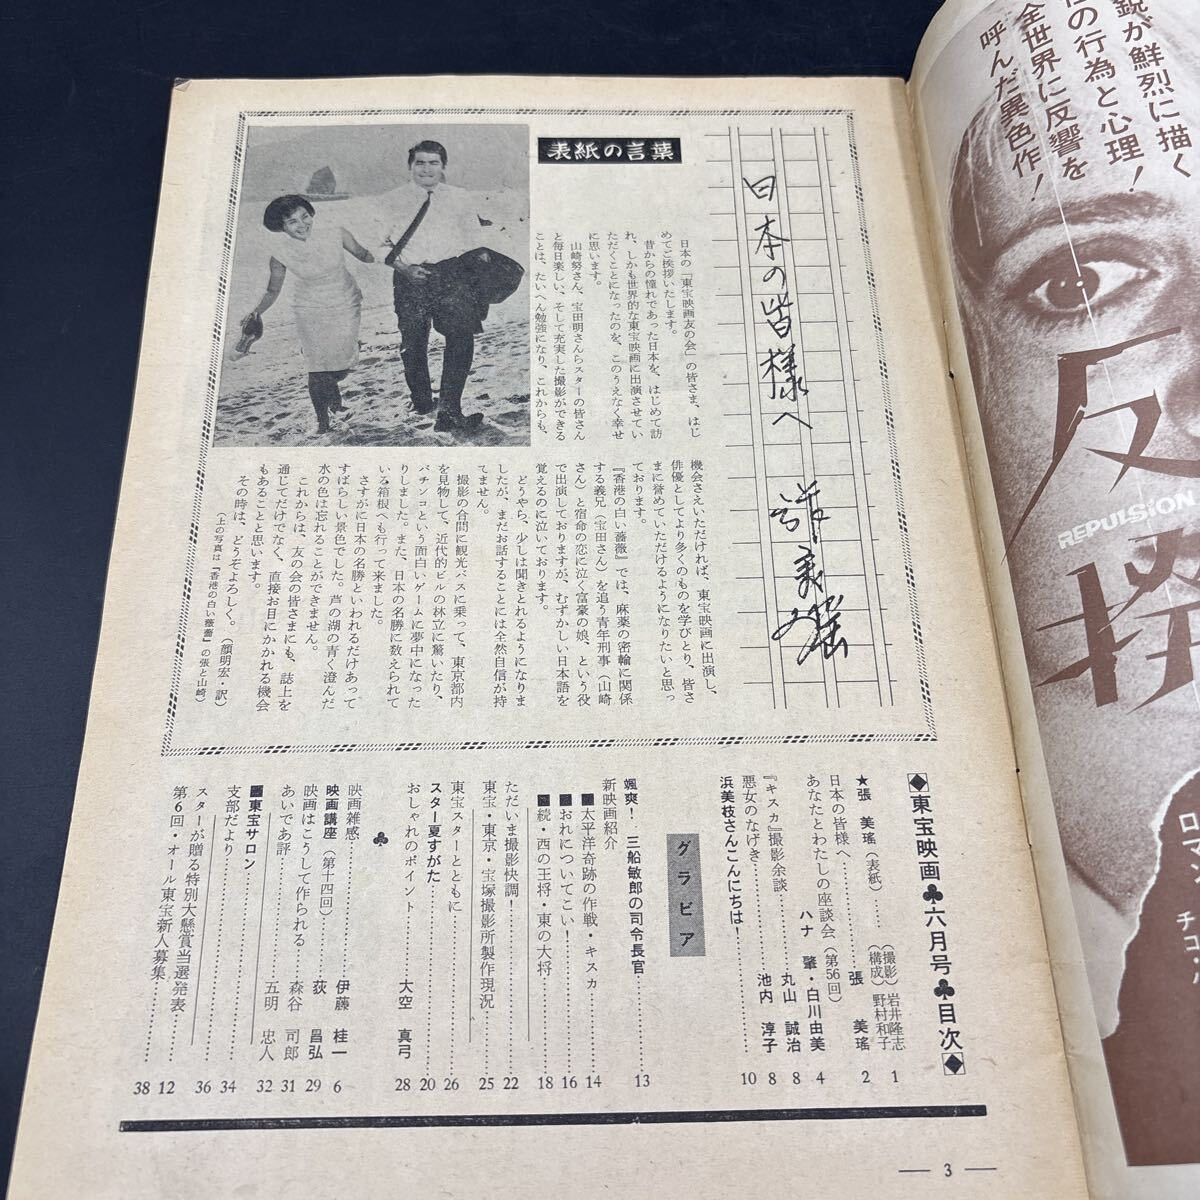 鋭が鮮烈に描く
の行為と心理!
全世界に反響を
呼んだ異色作!
反撥
REPULSION
ロマン
チコ
表紙の言葉
日本の皆様へ
張美瑤
日本の「東宝映画友の会」の皆さま、はじ
めてご挨拶いたします。
昔からの憧れであった日本を、はじめて訪
れ、しかも世界的な東宝映画に出演させてい
ただくことになったのを、このうえなく幸せ
に思います。
山崎努さん、宝田明さんらスターの皆さん
と毎日楽しい、そして充実した撮影ができる
ことは、たいへん勉強になり、これからも、
機会さえいただければ、東宝映画に出演し、
俳優としてより多くのものを学びとり、皆さ
まに誉めていただけるようになりたいと思っ
ております。
『香港の白い薔薇』では、麻薬の密輸に関係
する義兄（宝田さん）を追う青年刑事（山崎
さん）と宿命の恋に泣く富豪の娘、という役
で出演しておりますが、むずかしい日本語を
覚えるのに泣いております。
どうやら、少しは聞きとれるようになりま
したが、まだお話することには全然自信が持
てません。
撮影の合間に観光バスに乗って、東京都内
を見物して、近代的ビルの林立に驚いたり、
パチンコという面白いゲームに夢中になった
りしました。また、日本の名勝に数えられて
いる箱根へも行って来ました。
さすがに日本の名勝といわれるだけあって
すばらしい景色でした。芦の湖の青く澄んだ
水の色は忘れることができません。
これからは、友の会の皆さまにも、誌上を
通じてだけでなく、直接お目にかかれる機会
もあることと思います。
その時は、どうぞよろしく。（顔明宏・訳）
（上の写真は『香港の白い薔薇』の張と山崎）
◆東宝映画♣六月号♣目次◆
★張 美瑤（表紙）……（撮影）岩井隆志 （構成）野村和子…1
日本の皆様へ……張 美瑤…2
あなたとわたしの座談会（第56回） ハナ肇・白川由美…4
『キスカ』撮影余談……丸山誠治…8
悪女のなげき……池内淳子…8
浜美枝さんこんにちは!……10
グラビア
颯爽! 三船敏郎の司令長官……13
新映画紹介
■太平洋奇跡の作戦・キスカ……14
■おれについてこい!……16
■続・西の王将・東の大将……18
ただいま撮影快調!……22
東宝・東京・宝塚撮影所製作現況……25
東宝スターとともに……26
スター夏すがた……20
おしゃれのポイント……大空真弓…28
♣
映画雑感……伊藤桂一…6
映画講座（第十四回）……荻昌弘…29
映画はこうして作られる……森谷司郎…31
あいであ評……五明忠人…32
■東宝サロン
支部だより……34
スターが贈る特別大懸賞当選発表……36
第6回・オール東宝新人募集……12
38
— 3 —